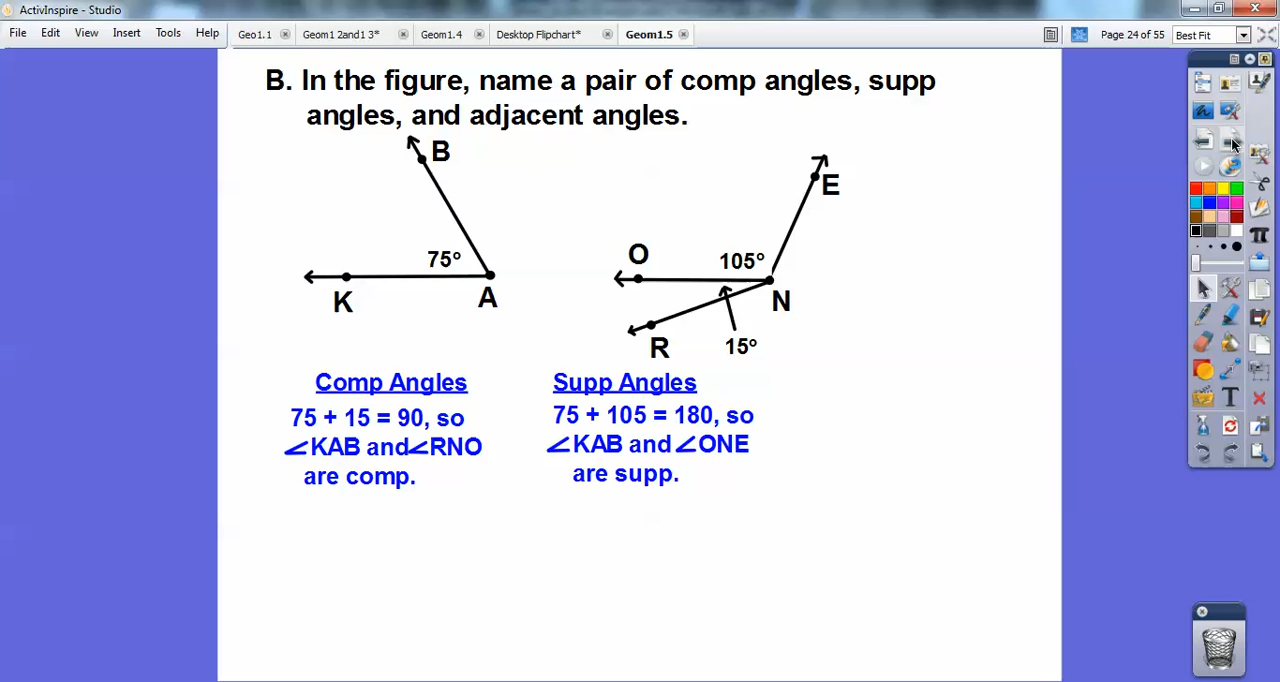 ActivInspire - Studio
File Edit View Insert Tools Help Geo1.1 Geom1 2and1 3* Geom1.4 Desktop Flipchart* Geom1.5 Page 24 of 55 Best Fit
B. In the figure, name a pair of comp angles, supp
angles, and adjacent angles.
B
E
O
75° 105°
K A N
R 15°
Comp Angles
75 + 15 = 90, so
∠KAB and∠RNO
are comp.
Supp Angles
75 + 105 = 180, so
∠KAB and ∠ONE
are supp.